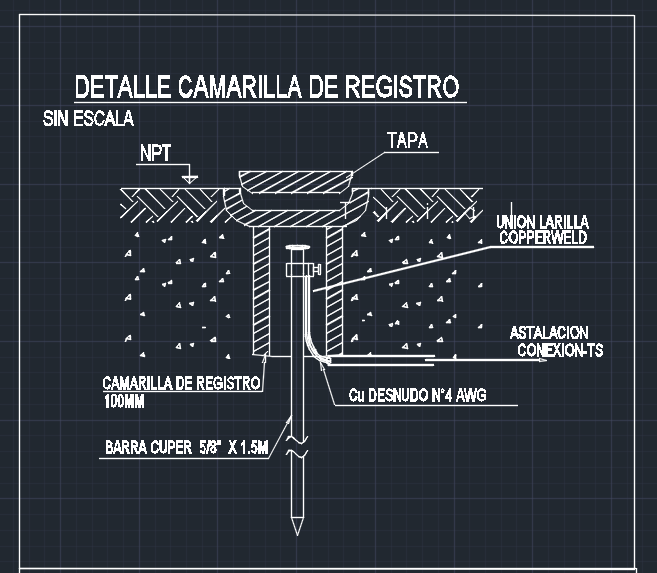 DETALLE CAMARILLA DE REGISTRO
SIN ESCALA
TAPA
NPT
UNION LARILLA
COPPERWELD
ASTALACION
CONEXION-TS
CAMARILLA DE REGISTRO
100MM
Cu DESNUDO N°4 AWG
BARRA CUPER 5/8" X 1.5M